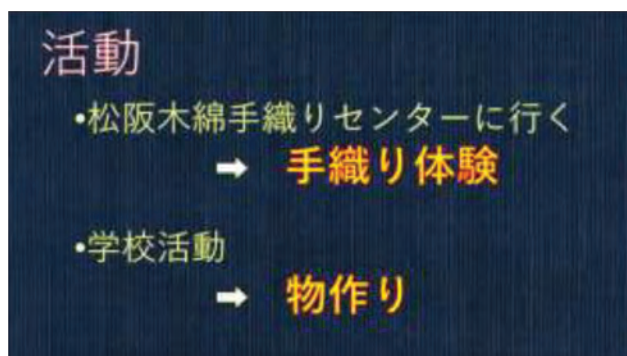 活動
•松阪木綿手織りセンターに行く
➡ 手織り体験
•学校活動
➡ 物作り